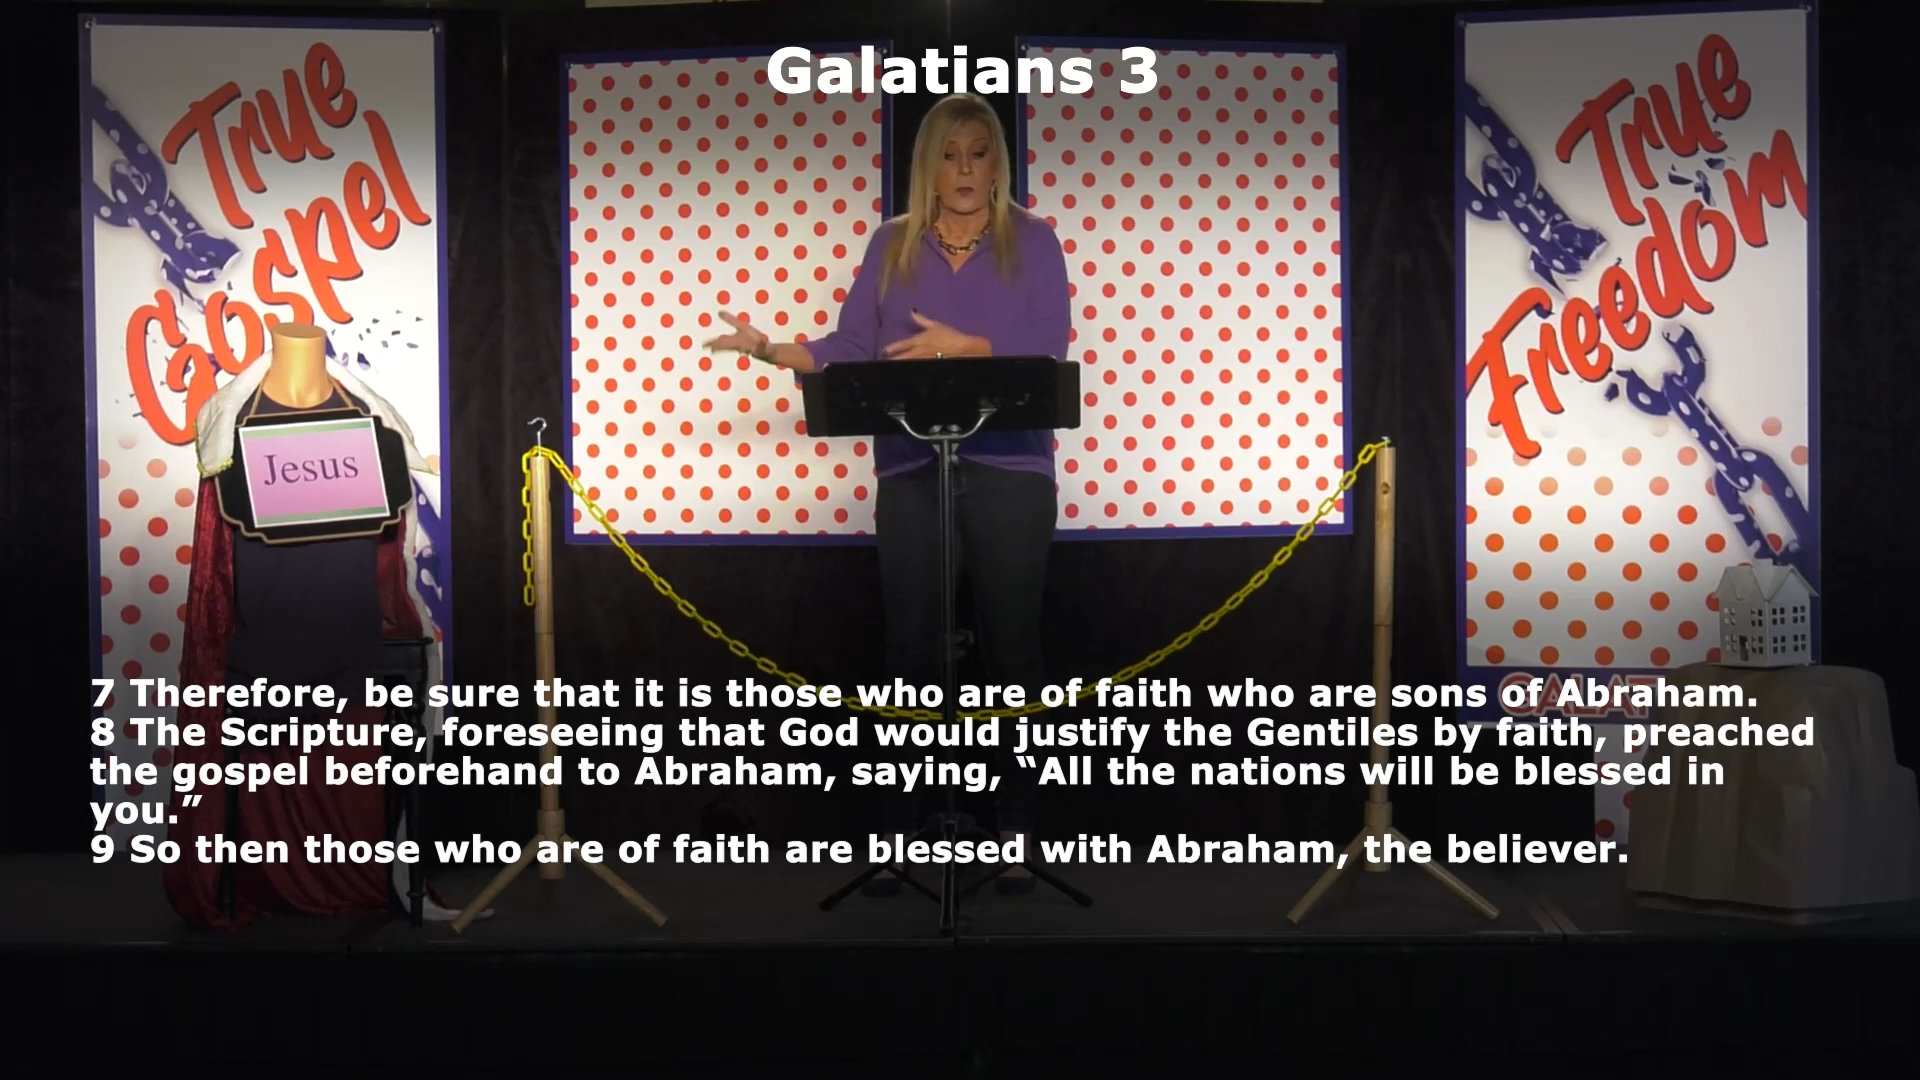 Galatians 3
True
Gospel
True
Freedom
Jesus
7 Therefore, be sure that it is those who are of faith who are sons of Abraham.
8 The Scripture, foreseeing that God would justify the Gentiles by faith, preached
the gospel beforehand to Abraham, saying, “All the nations will be blessed in
you.”
9 So then those who are of faith are blessed with Abraham, the believer.